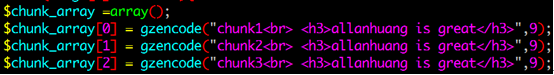 $chunk_array =array();
$chunk_array[0] = gzencode("chunk1<br> <h3>allanhuang is great</h3>",9);
$chunk_array[1] = gzencode("chunk2<br> <h3>allanhuang is great</h3>",9);
$chunk_array[2] = gzencode("chunk3<br> <h3>allanhuang is great</h3>",9);